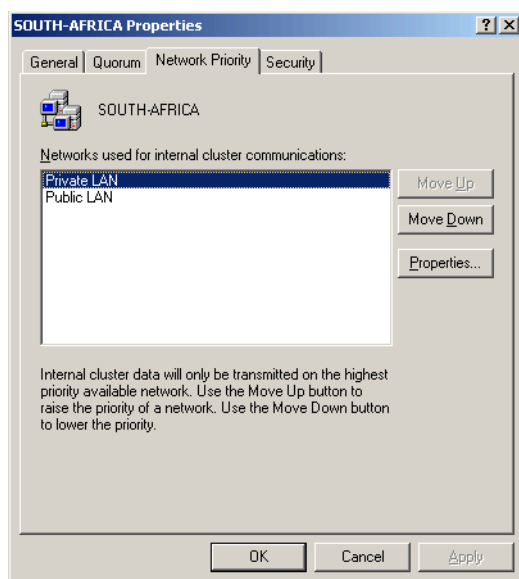 SOUTH-AFRICA Properties
General Quorum Network Priority Security
SOUTH-AFRICA
Networks used for internal cluster communications:
Private LAN
Public LAN
Move Up
Move Down
Properties...
Internal cluster data will only be transmitted on the highest
priority available network. Use the Move Up button to
raise the priority of a network. Use the Move Down button
to lower the priority.
OK Cancel Apply